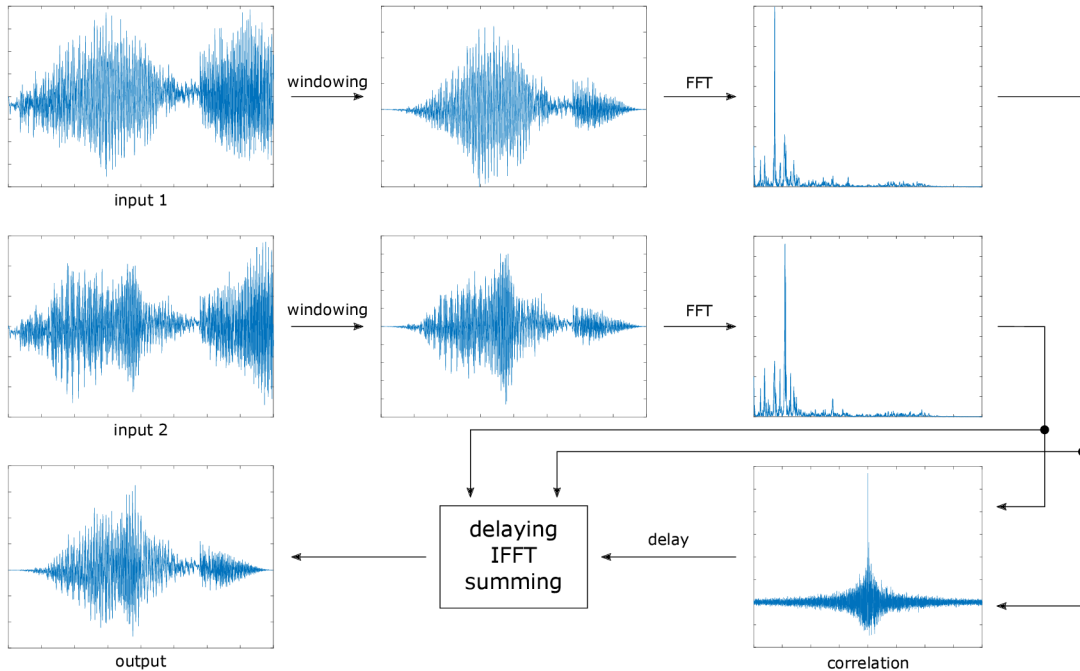 windowing
FFT
input 1
windowing
FFT
input 2
delaying
IFFT
summing
delay
output
correlation